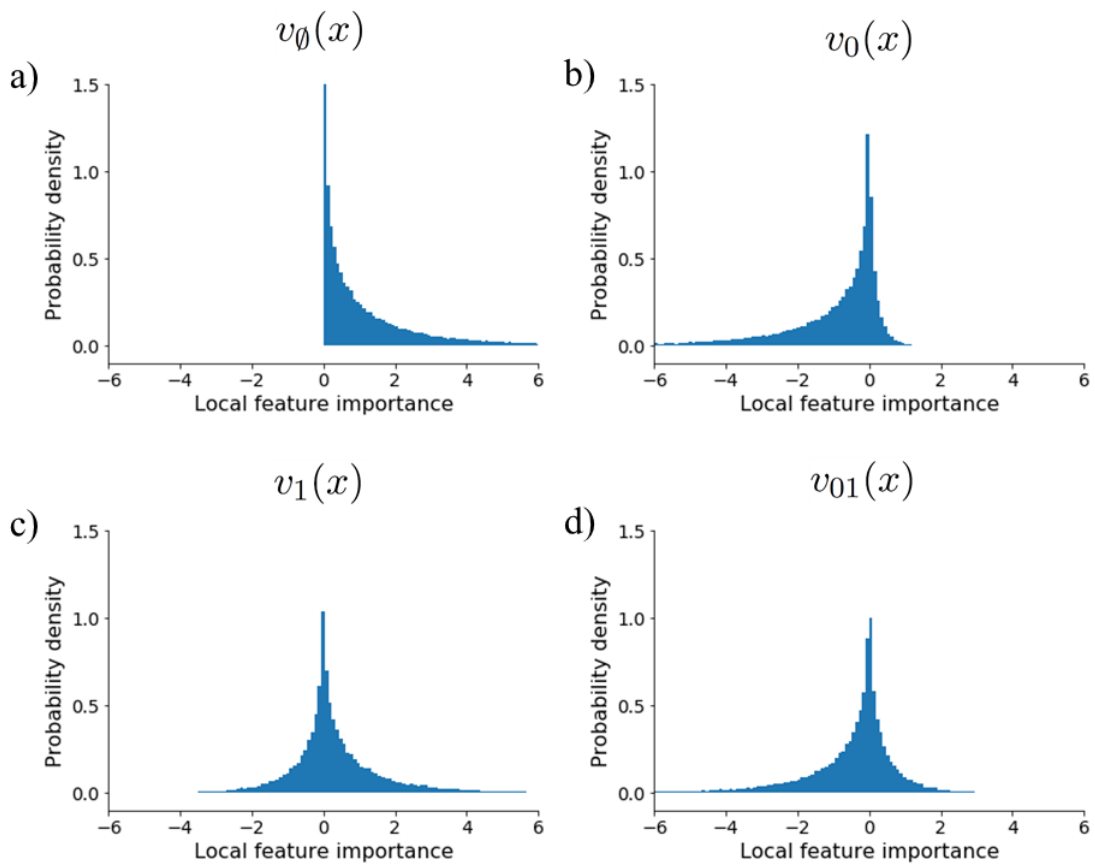 v_∅(x)
a)
1.5
1.0
0.5
0.0
Probability density
−6 −4 −2 0 2 4 6
Local feature importance
v_0(x)
b)
1.5
1.0
0.5
0.0
Probability density
−6 −4 −2 0 2 4 6
Local feature importance
v_1(x)
c)
1.5
1.0
0.5
0.0
Probability density
−6 −4 −2 0 2 4 6
Local feature importance
v_01(x)
d)
1.5
1.0
0.5
0.0
Probability density
−6 −4 −2 0 2 4 6
Local feature importance